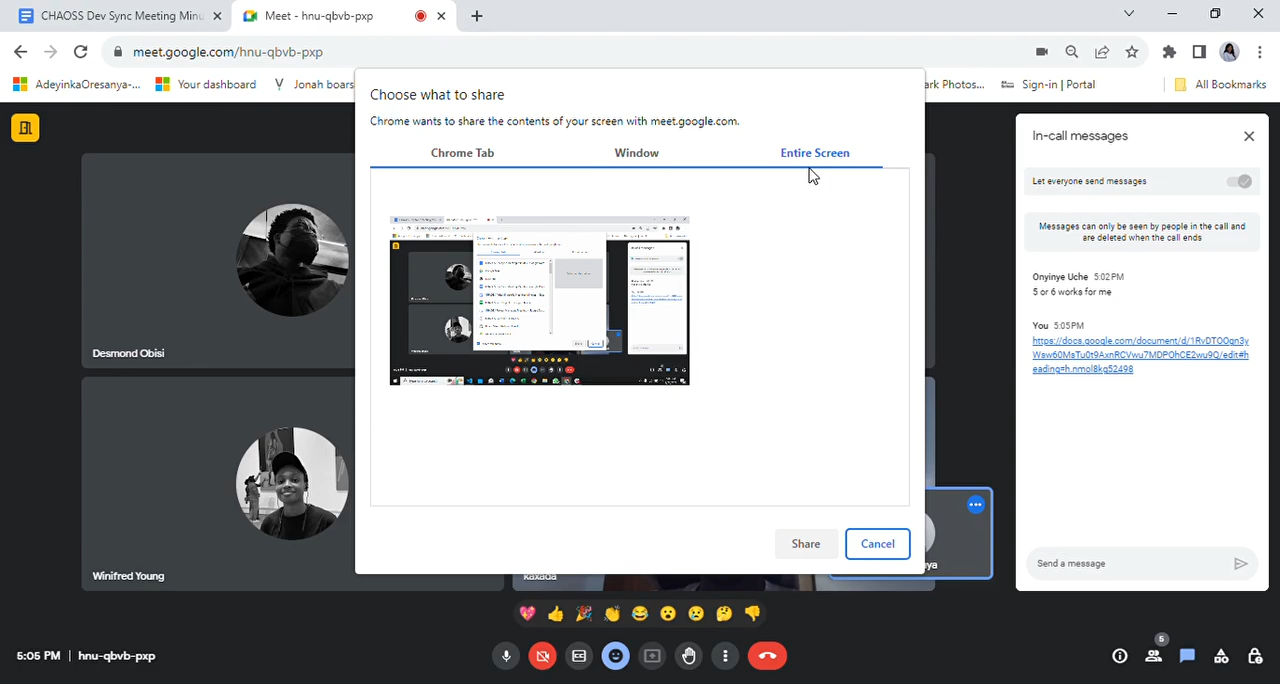 CHAOSS Dev Sync Meeting Minu
Meet - hnu-qbvb-pxp
meet.google.com/hnu-qbvb-pxp
AdeyinkaOresanya-...
Your dashboard
Jonah boars
ark Photos...
Sign-in | Portal
All Bookmarks
Choose what to share
Chrome wants to share the contents of your screen with meet.google.com.
Chrome Tab
Window
Entire Screen
Share
Cancel
Desmond Obisi
Winifred Young
kaxada
ya
In-call messages
Let everyone send messages
Messages can only be seen by people in the call and
are deleted when the call ends
Onyinye Uche 5:02 PM
5 or 6 works for me
You 5:05 PM
https://docs.google.com/document/d/1RvDTOOgn3y
Wsw60MsTu0t9AxnRCVwu7MDPOhCE2wu9Q/edit#h
eading=h.nmol8kg52498
Send a message
5:05 PM | hnu-qbvb-pxp
5